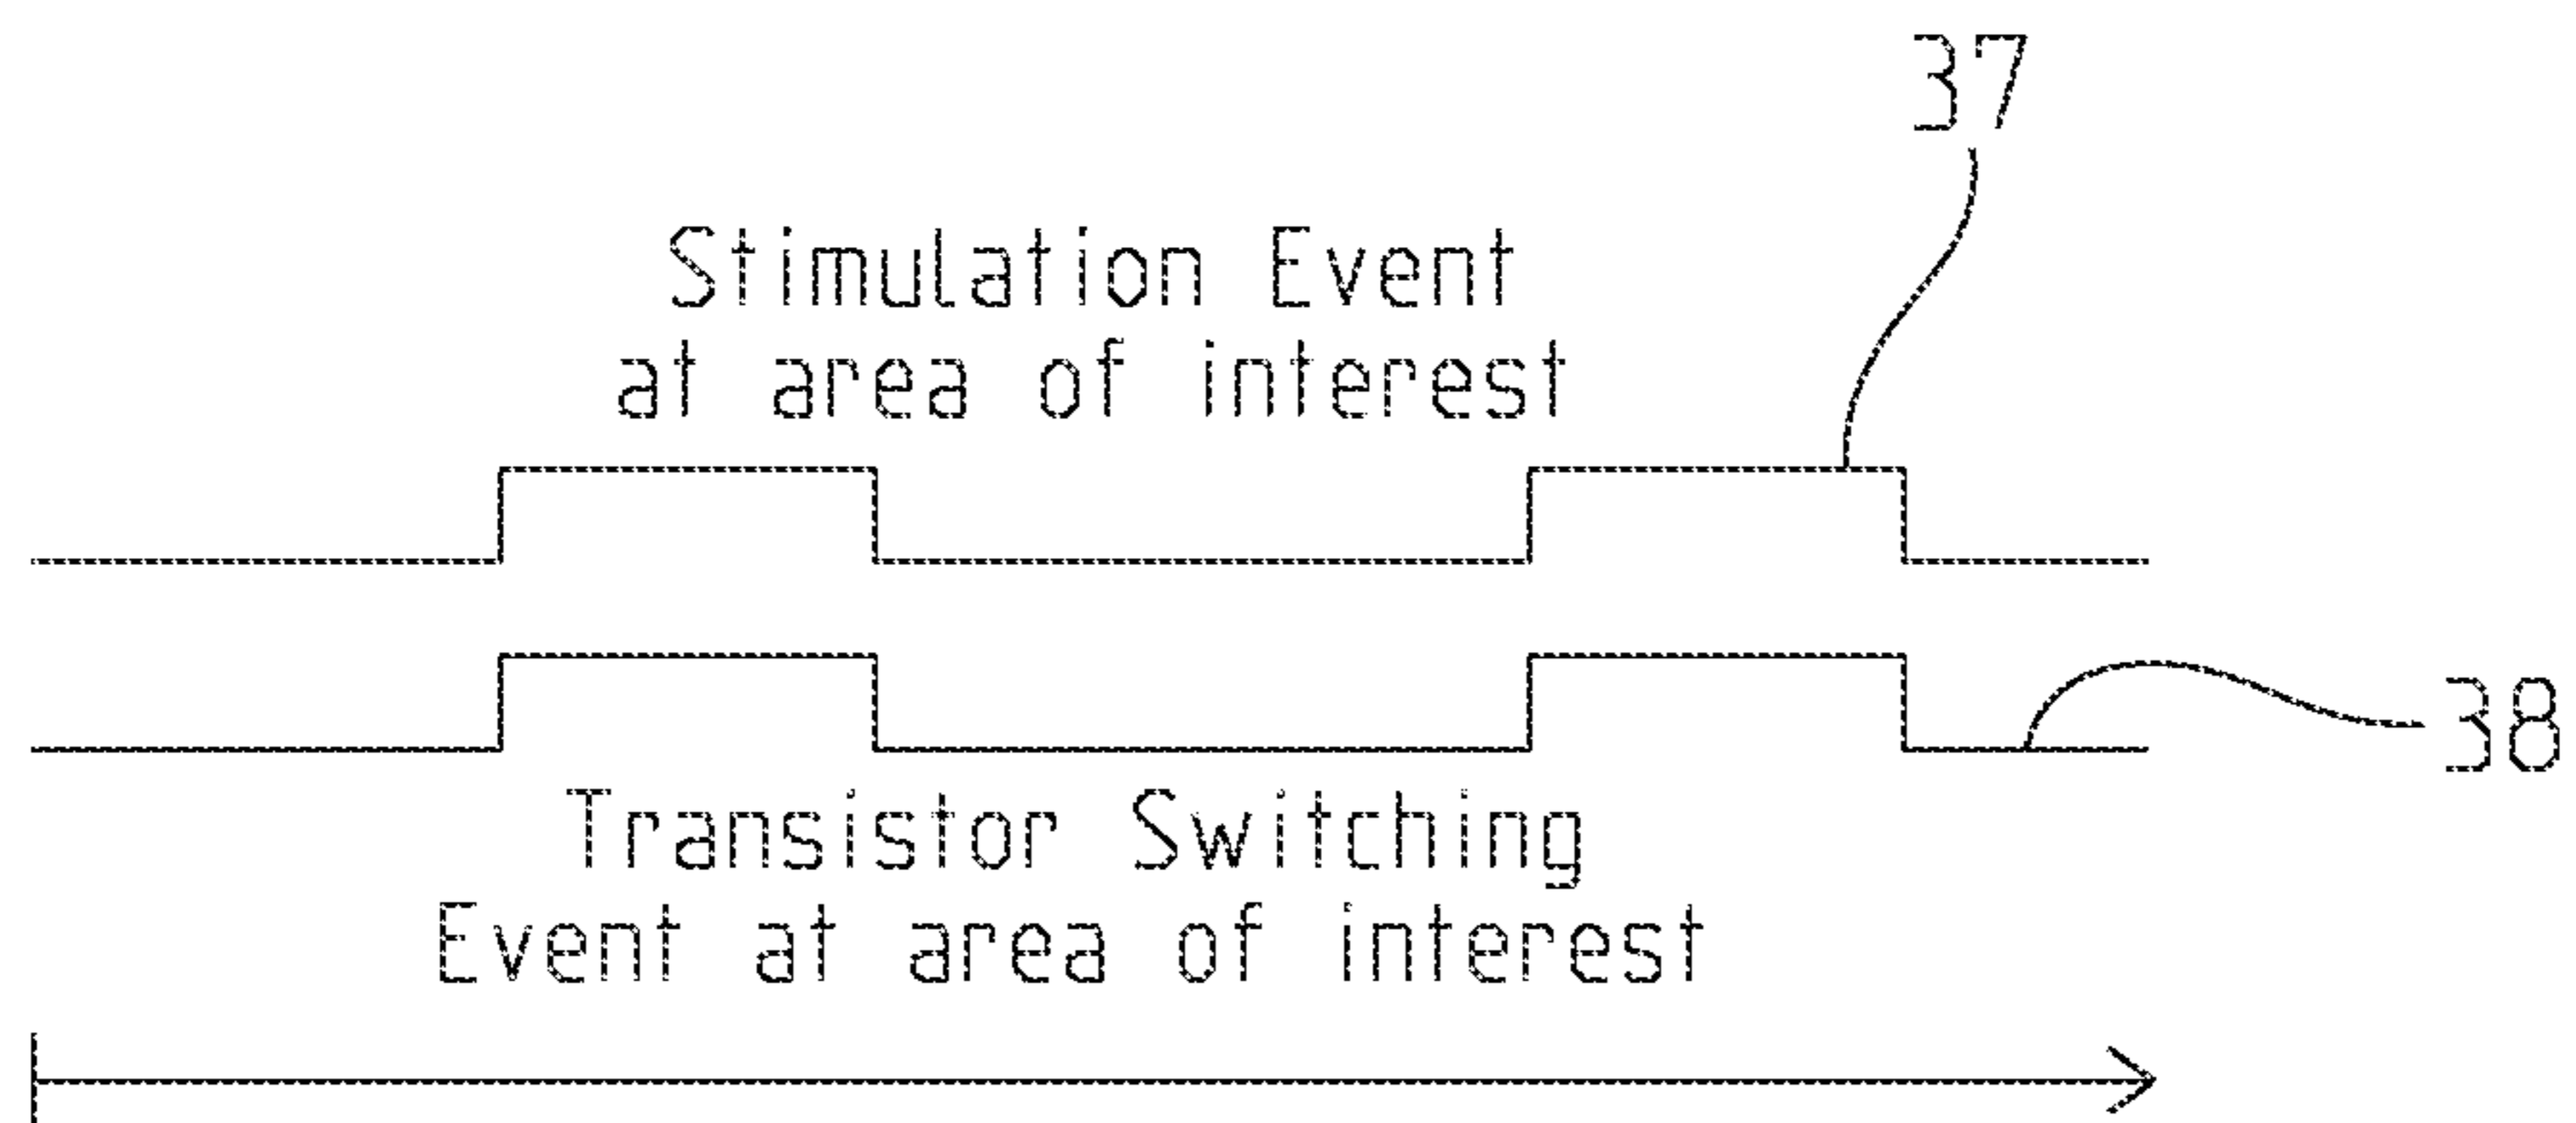 37
Stimulation Event
at area of interest
38
Transistor Switching
Event at area of interest